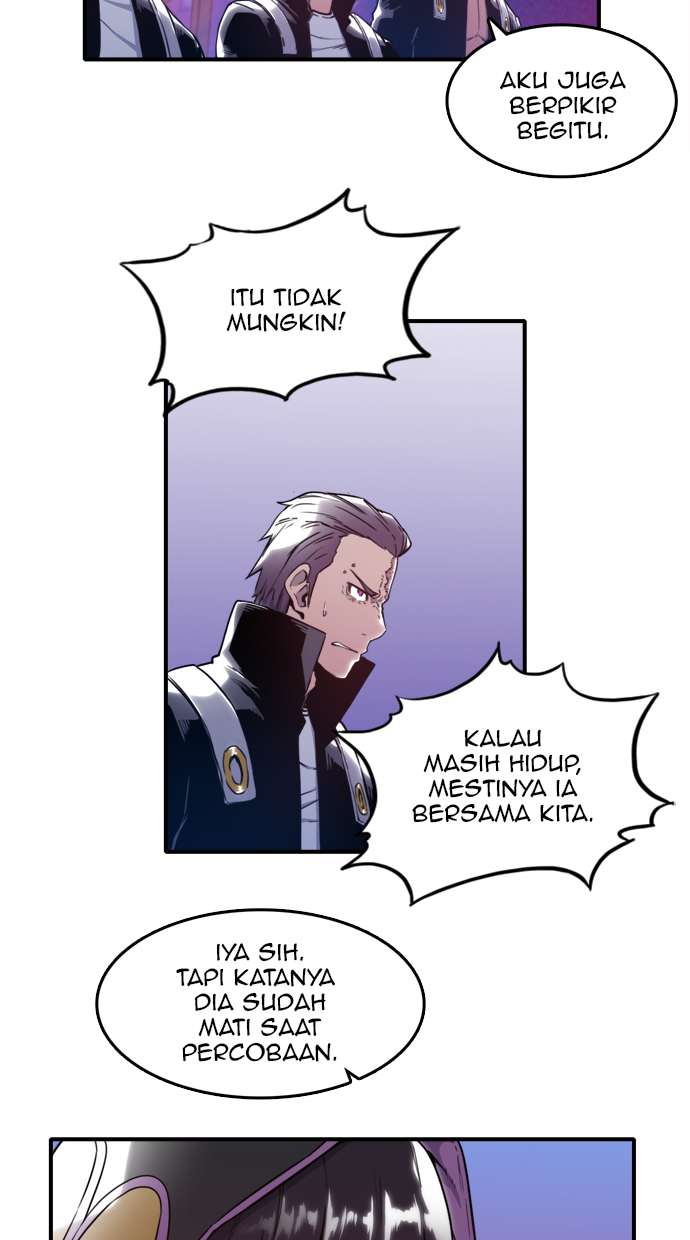 AKU JUGA
BERPIKIR
BEGITU.
ITU TIDAK
MUNGKIN!
KALAU
MASIH HIDUP,
MESTINYA IA
BERSAMA KITA.
IYA SIH.
TAPI KATANYA
DIA SUDAH
MATI SAAT
PERCOBAAN.